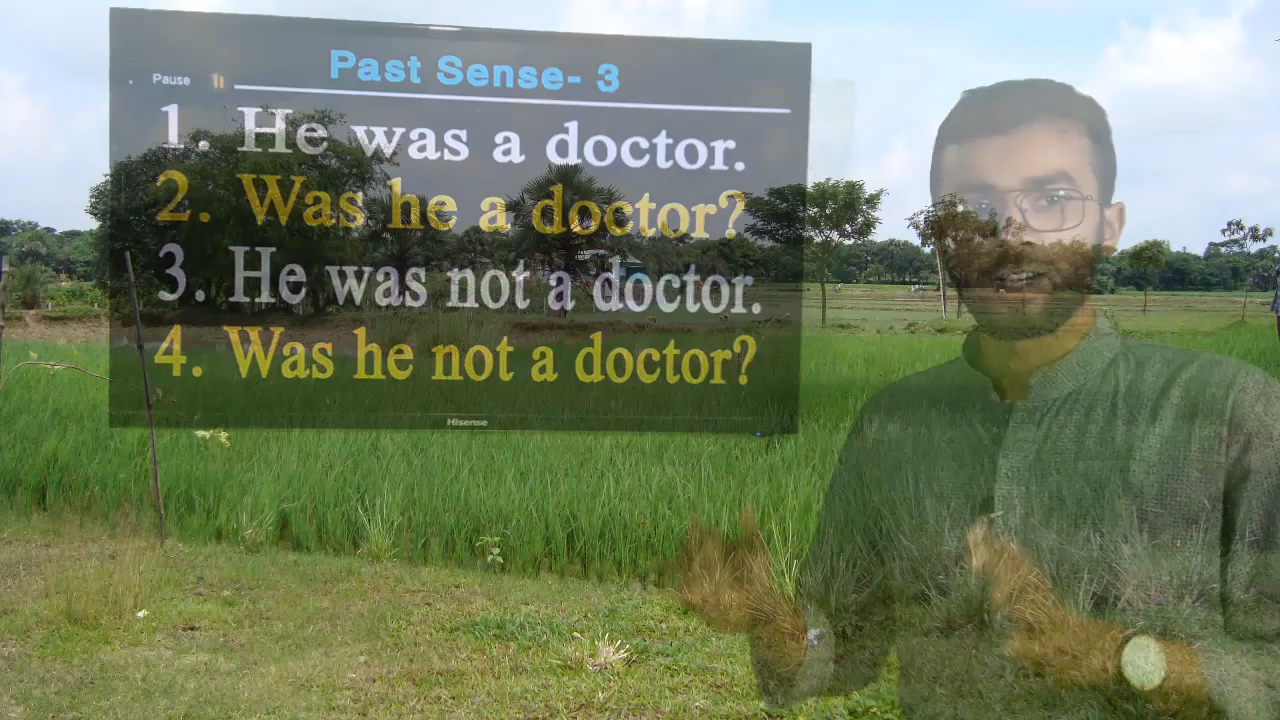 Past Sense- 3
Pause
1. He was a doctor.
2. Was he a doctor?
3. He was not a doctor.
4. Was he not a doctor?
Hisense